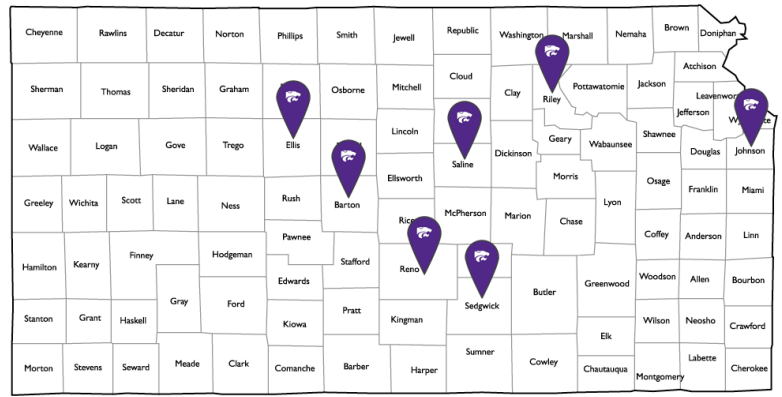 Cheyenne
Rawlins
Decatur
Norton
Phillips
Smith
Jewell
Republic
Washington
Marshall
Nemaha
Brown
Doniphan
Atchison
Sherman
Thomas
Sheridan
Graham
Osborne
Mitchell
Cloud
Clay
Riley
Pottawatomie
Jackson
Jefferson
Leavenwor
Wallace
Logan
Gove
Trego
Ellis
Lincoln
Saline
Dickinson
Geary
Wabaunsee
Shawnee
Douglas
Johnson
Greeley
Wichita
Scott
Lane
Ness
Rush
Barton
Ellsworth
Rice
McPherson
Marion
Morris
Chase
Lyon
Osage
Franklin
Miami
Hamilton
Kearny
Finney
Hodgeman
Pawnee
Edwards
Stafford
Reno
Sedgwick
Butler
Greenwood
Coffey
Anderson
Linn
Woodson
Allen
Bourbon
Stanton
Grant
Haskell
Gray
Ford
Kiowa
Pratt
Kingman
Elk
Wilson
Neosho
Crawford
Morton
Stevens
Seward
Meade
Clark
Comanche
Barber
Harper
Sumner
Cowley
Chautauqua
Montgomery
Labette
Cherokee